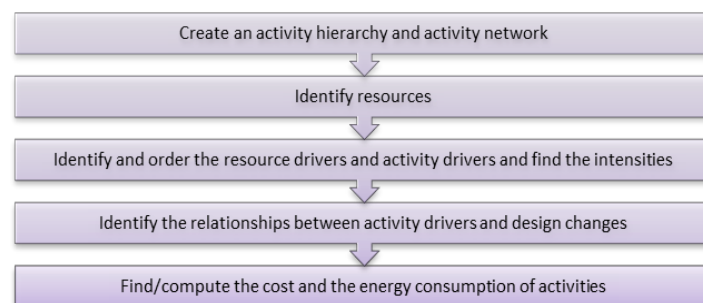 Create an activity hierarchy and activity network
Identify resources
Identify and order the resource drivers and activity drivers and find the intensities
Identify the relationships between activity drivers and design changes
Find/compute the cost and the energy consumption of activities